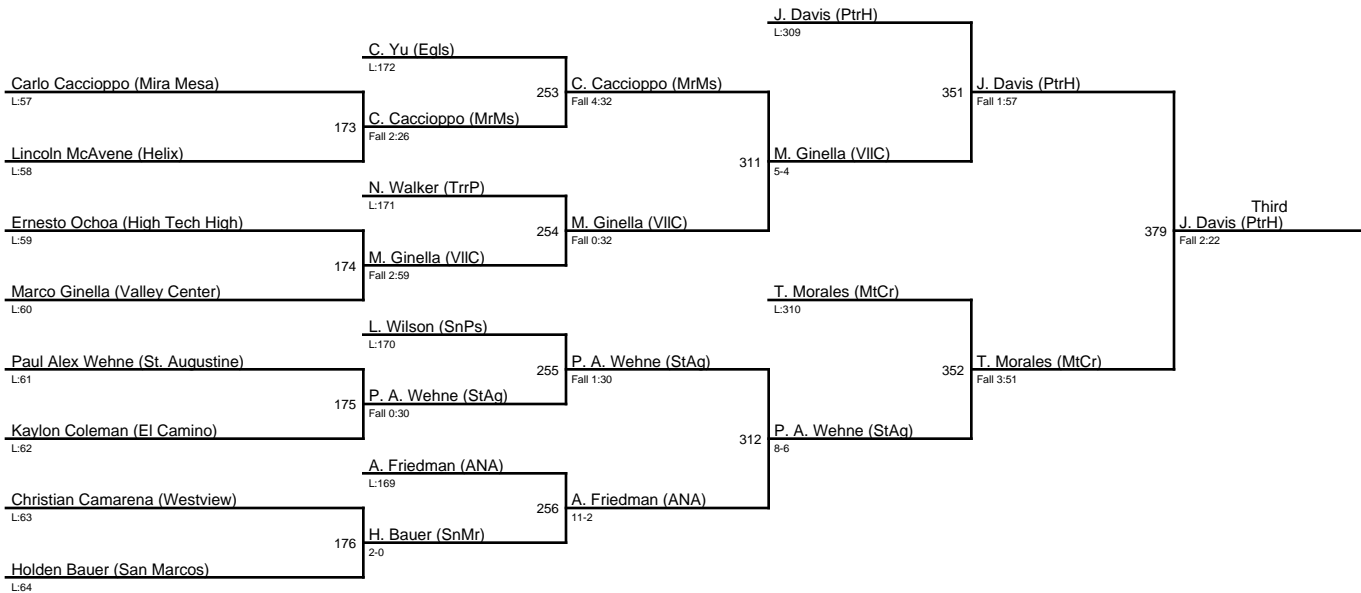 J. Davis (PtrH)
L:309
C. Yu (Egls)
L:172
Carlo Caccioppo (Mira Mesa)
L:57
253
C. Caccioppo (MrMs)
Fall 4:32
351
J. Davis (PtrH)
Fall 1:57
173
C. Caccioppo (MrMs)
Fall 2:26
Lincoln McAvene (Helix)
L:58
311
M. Ginella (VllC)
5-4
N. Walker (TrrP)
L:171
Ernesto Ochoa (High Tech High)
L:59
254
M. Ginella (VllC)
Fall 0:32
Third
379
J. Davis (PtrH)
Fall 2:22
174
M. Ginella (VllC)
Fall 2:59
Marco Ginella (Valley Center)
L:60
T. Morales (MtCr)
L:310
L. Wilson (SnPs)
L:170
Paul Alex Wehne (St. Augustine)
L:61
255
P. A. Wehne (StAg)
Fall 1:30
352
T. Morales (MtCr)
Fall 3:51
175
P. A. Wehne (StAg)
Fall 0:30
Kaylon Coleman (El Camino)
L:62
312
P. A. Wehne (StAg)
8-6
A. Friedman (ANA)
L:169
Christian Camarena (Westview)
L:63
256
A. Friedman (ANA)
11-2
176
H. Bauer (SnMr)
2-0
Holden Bauer (San Marcos)
L:64